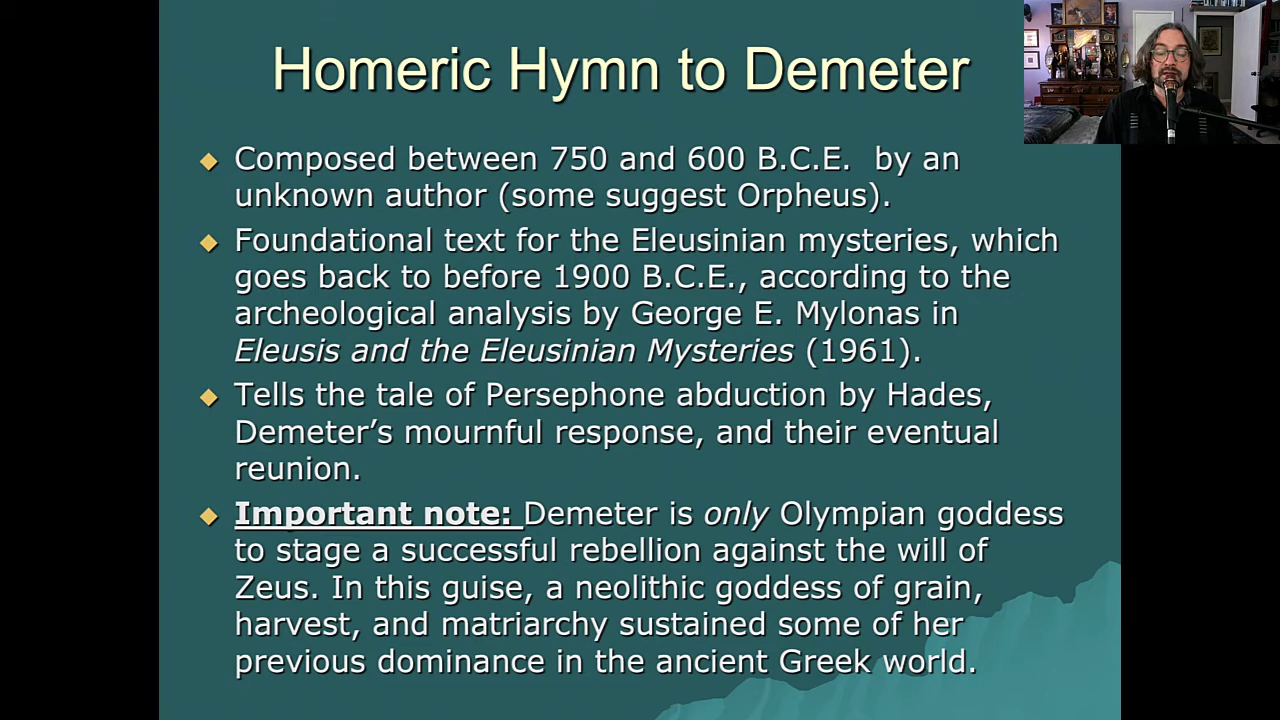 Homeric Hymn to Demeter
Composed between 750 and 600 B.C.E. by an
unknown author (some suggest Orpheus).
Foundational text for the Eleusinian mysteries, which
goes back to before 1900 B.C.E., according to the
archeological analysis by George E. Mylonas in
Eleusis and the Eleusinian Mysteries (1961).
Tells the tale of Persephone abduction by Hades,
Demeter’s mournful response, and their eventual
reunion.
Important note: Demeter is only Olympian goddess
to stage a successful rebellion against the will of
Zeus. In this guise, a neolithic goddess of grain,
harvest, and matriarchy sustained some of her
previous dominance in the ancient Greek world.